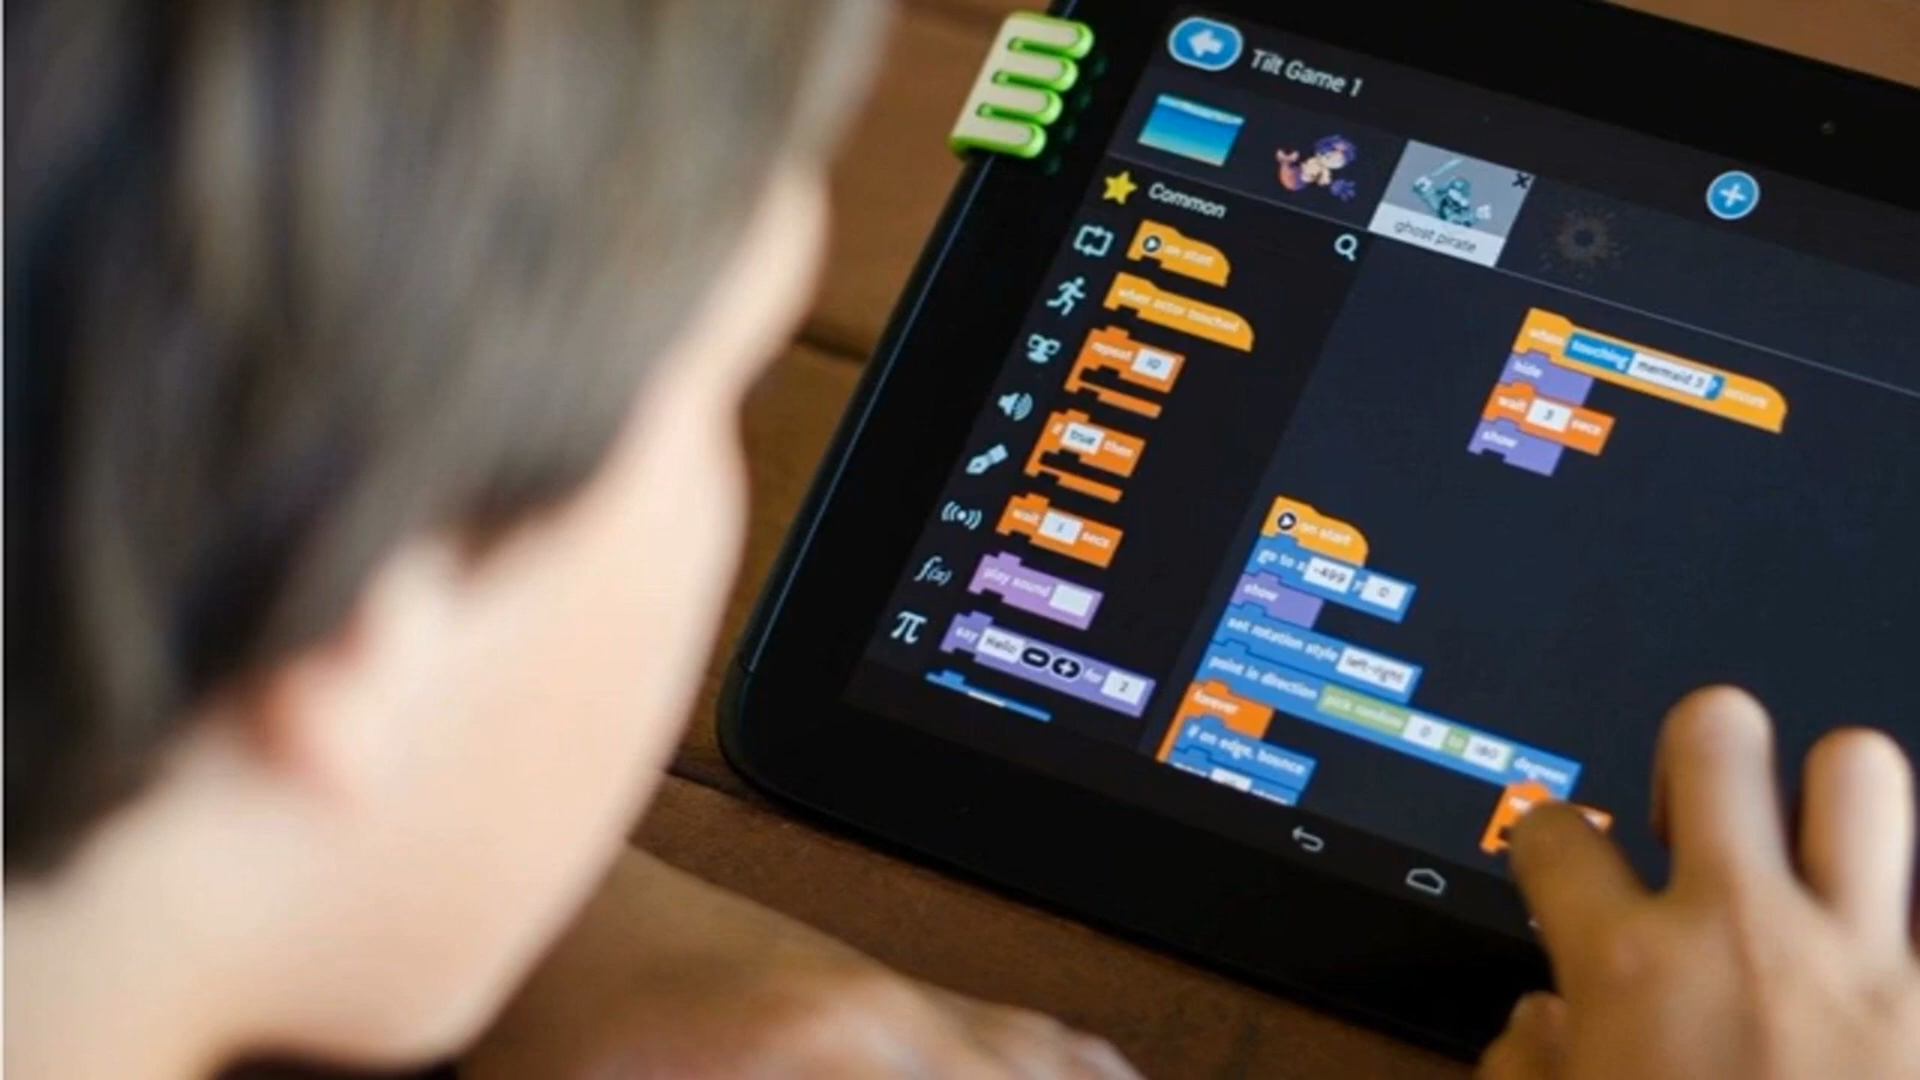 Tilt Game 1
ghost pirate
Common
on start
when actor touched
repeat 10
if true then
wait 1 secs
play sound
say Hello for 2
f(x)
π
when touching mermaid 3 ? occurs
hide
wait 3 secs
show
on start
go to x -499 y 0
show
set rotation style left-right
point in direction pick random 0 to 180 degrees
forever
if on edge, bounce